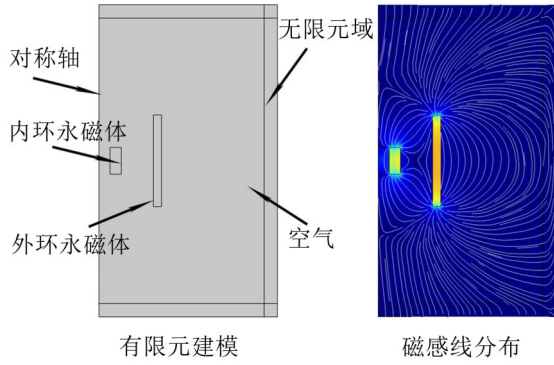 无限元域
对称轴
内环永磁体
外环永磁体
空气
有限元建模
磁感线分布